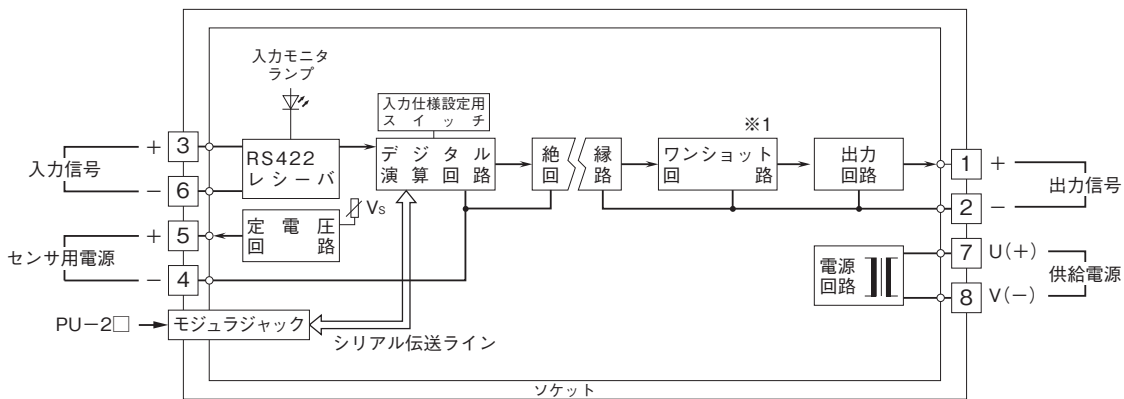 入力モニタ
ランプ
入力仕様設定用
スイッチ
※1
+ 3
入力信号
− 6
RS422
レシーバ
デジタル
演算回路
絶縁
回路
ワンショット
回路
出力
回路
1 +
出力信号
2 −
+ 5
センサ用電源
− 4
定電圧
回路
Vs
電源
回路
7 U(+)
供給電源
8 V(−)
PU−2□
モジュラジャック
シリアル伝送ライン
ソケット